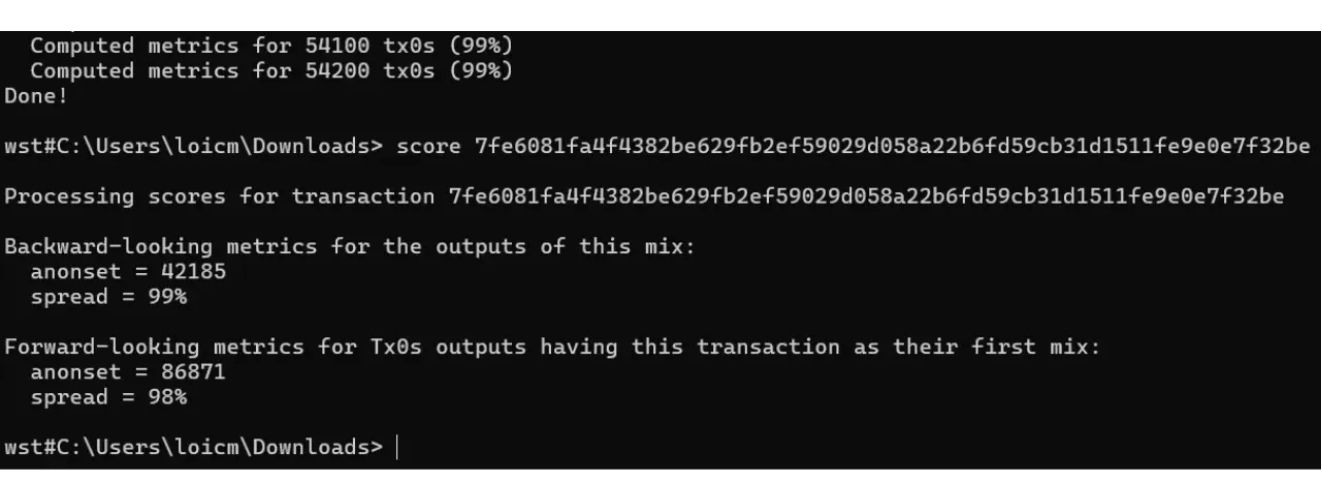 Computed metrics for 54100 tx0s (99%)
Computed metrics for 54200 tx0s (99%)
Done!
wst#C:\Users\loicm\Downloads> score 7fe6081fa4f4382be629fb2ef59029d058a22b6fd59cb31d1511fe9e0e7f32be
Processing scores for transaction 7fe6081fa4f4382be629fb2ef59029d058a22b6fd59cb31d1511fe9e0e7f32be
Backward-looking metrics for the outputs of this mix:
anonset = 42185
spread = 99%
Forward-looking metrics for Tx0s outputs having this transaction as their first mix:
anonset = 86871
spread = 98%
wst#C:\Users\loicm\Downloads>